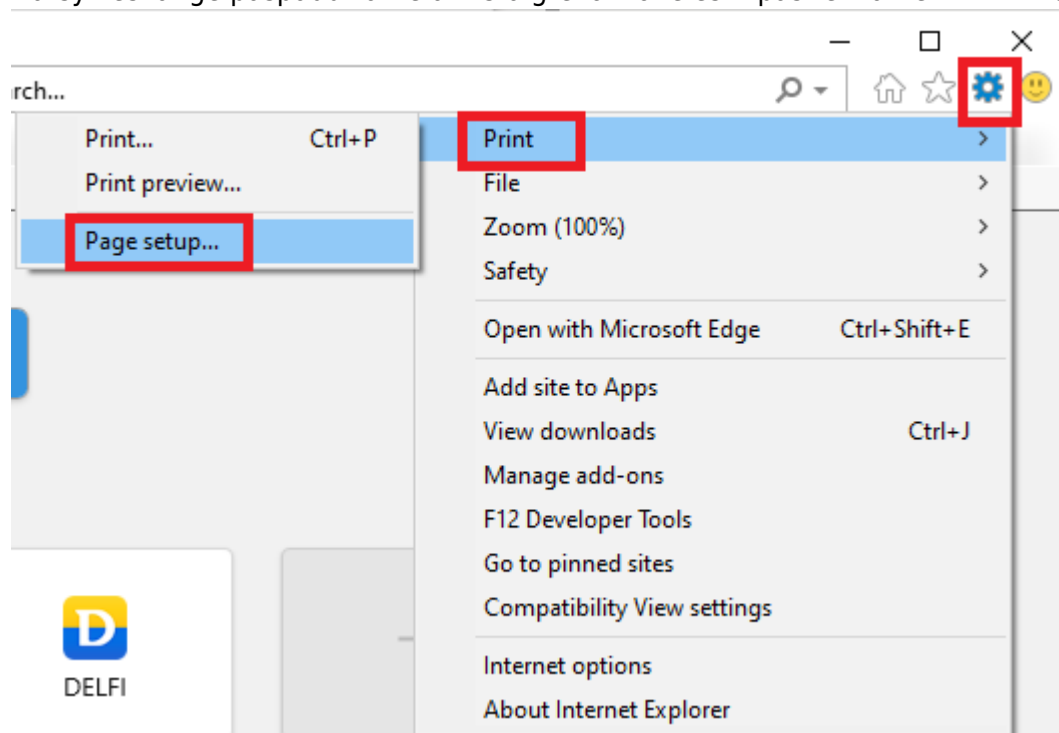 rch...
Print... Ctrl+P
Print preview...
Page setup...
Print
File
Zoom (100%)
Safety
Open with Microsoft Edge Ctrl+Shift+E
Add site to Apps
View downloads Ctrl+J
Manage add-ons
F12 Developer Tools
Go to pinned sites
Compatibility View settings
Internet options
About Internet Explorer
D
DELFI